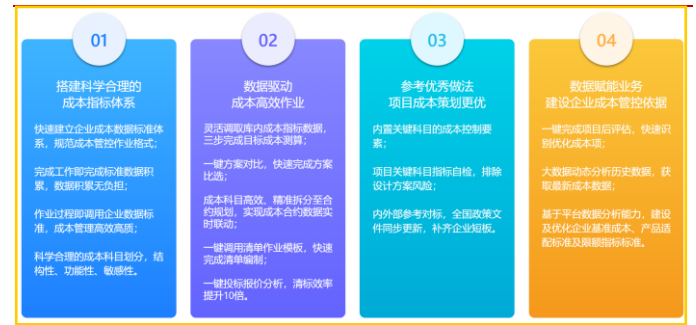 01
搭建科学合理的
成本指标体系
快速建立企业成本数据标准体
系，规范成本管控作业格式；
完成工作即完成标准数据积
累，数据积累无负担；
作业过程即调用企业数据标
准，成本管理高效高质；
科学合理的成本科目划分，结
构性、功能性、敏感性。
02
数据驱动
成本高效作业
灵活调取库内成本指标数据，
三步完成目标成本测算；
一键方案对比，快速完成方案
比选；
成本科目高效、精准拆分至合
约规划，实现成本合约数据实
时联动；
一键调用清单作业模板，快速
完成清单编制；
一键投标报价分析，清标效率
提升10倍。
03
参考优秀做法
项目成本策划更优
内置关键科目的成本控制要
素；
项目关键科目指标自检，排除
设计方案风险；
内外部参考对标，全国政策文
件同步更新，补齐企业短板。
04
数据赋能业务
建设企业成本管控依据
一键完成项目后评估，快速识
别优化成本项；
大数据动态分析历史数据，获
取最新成本数据；
基于平台数据分析能力，建设
及优化企业基准成本、产品适
配标准及限额指标标准。